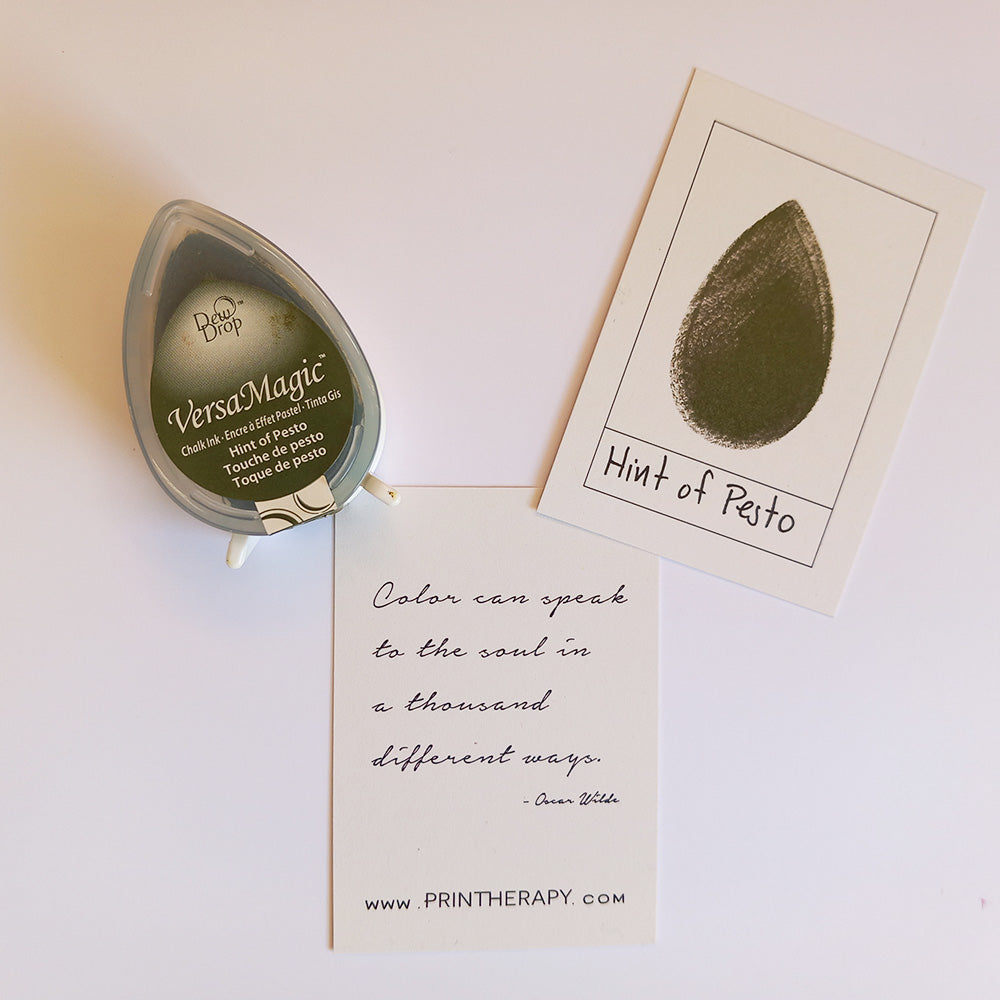 Dew
Drop™
VersaMagic™
Chalk Ink • Encre à Effet Pastel • Tinta Gis
Hint of Pesto
Touche de pesto
Toque de pesto
Hint of Pesto
Color can speak
to the soul in
a thousand
different ways.
- Oscar Wilde
WWW.PRINTHERAPY.COM